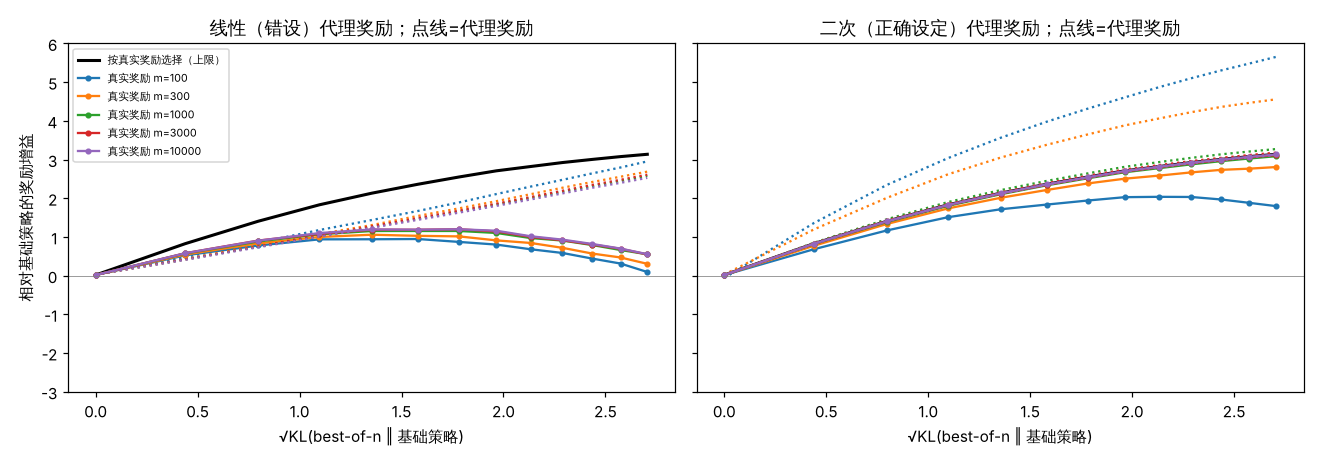 线性（错设）代理奖励；点线=代理奖励
二次（正确设定）代理奖励；点线=代理奖励
相对基础策略的奖励增益
6
5
4
3
2
1
0
-1
-2
-3
按真实奖励选择（上限）
真实奖励 m=100
真实奖励 m=300
真实奖励 m=1000
真实奖励 m=3000
真实奖励 m=10000
0.0 0.5 1.0 1.5 2.0 2.5
0.0 0.5 1.0 1.5 2.0 2.5
√KL(best-of-n ‖ 基础策略)
√KL(best-of-n ‖ 基础策略)